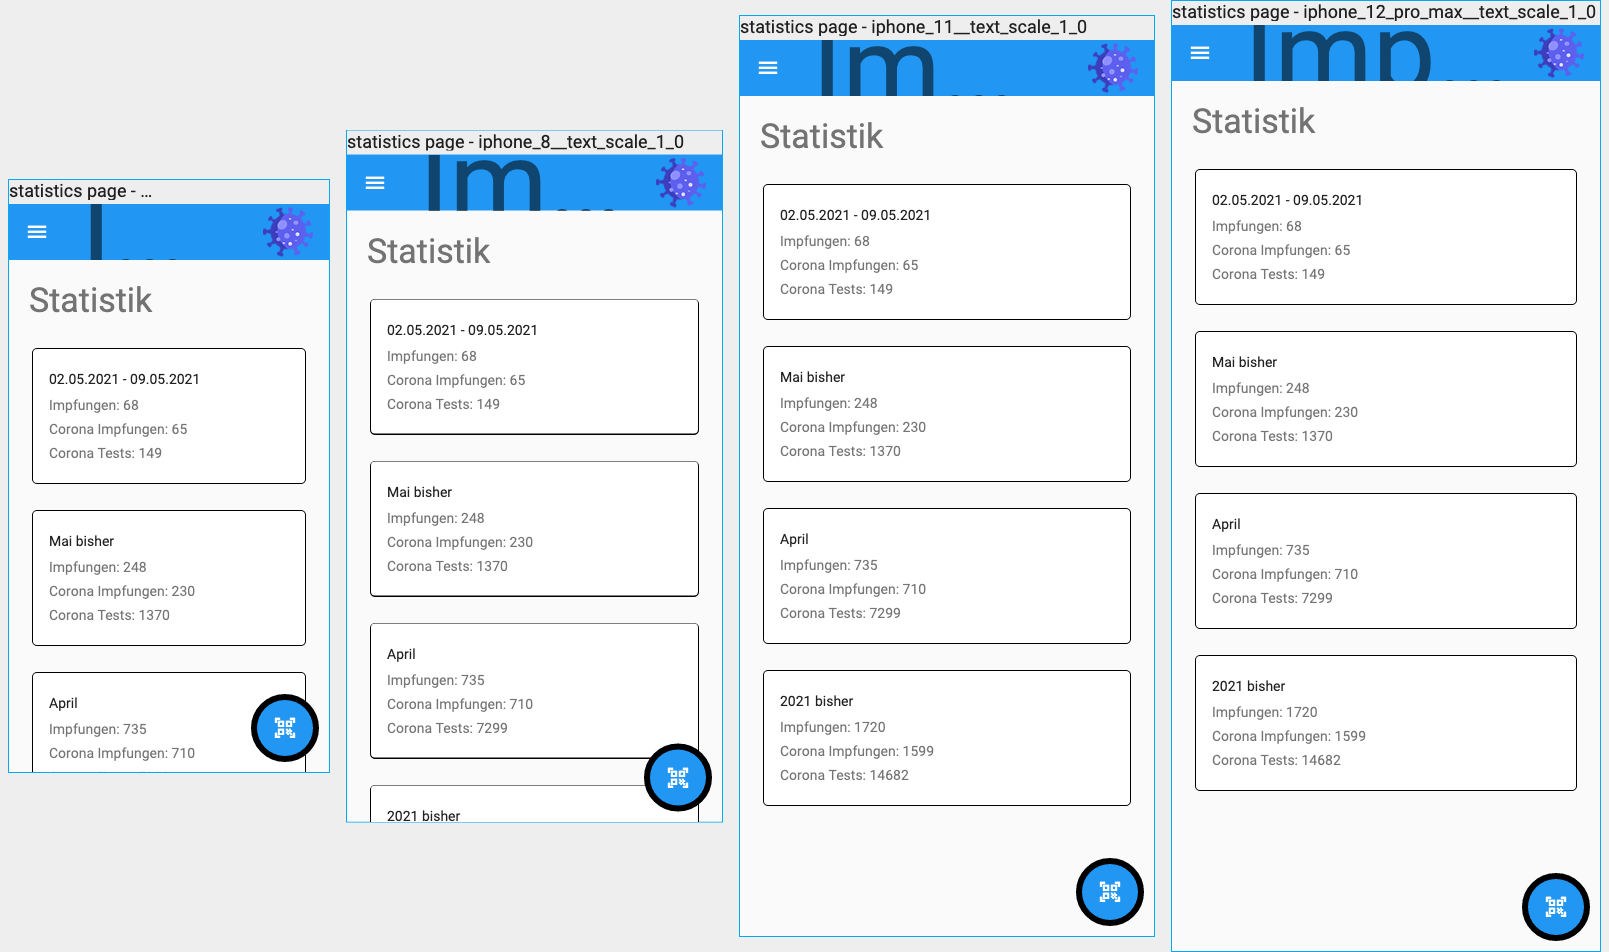 statistics page - ...
I...
Statistik
02.05.2021 - 09.05.2021
Impfungen: 68
Corona Impfungen: 65
Corona Tests: 149
Mai bisher
Impfungen: 248
Corona Impfungen: 230
Corona Tests: 1370
April
Impfungen: 735
Corona Impfungen: 710
statistics page - iphone_8__text_scale_1_0
Im...
Statistik
02.05.2021 - 09.05.2021
Impfungen: 68
Corona Impfungen: 65
Corona Tests: 149
Mai bisher
Impfungen: 248
Corona Impfungen: 230
Corona Tests: 1370
April
Impfungen: 735
Corona Impfungen: 710
Corona Tests: 7299
2021 bisher
statistics page - iphone_11__text_scale_1_0
Im...
Statistik
02.05.2021 - 09.05.2021
Impfungen: 68
Corona Impfungen: 65
Corona Tests: 149
Mai bisher
Impfungen: 248
Corona Impfungen: 230
Corona Tests: 1370
April
Impfungen: 735
Corona Impfungen: 710
Corona Tests: 7299
2021 bisher
Impfungen: 1720
Corona Impfungen: 1599
Corona Tests: 14682
statistics page - iphone_12_pro_max__text_scale_1_0
Imp...
Statistik
02.05.2021 - 09.05.2021
Impfungen: 68
Corona Impfungen: 65
Corona Tests: 149
Mai bisher
Impfungen: 248
Corona Impfungen: 230
Corona Tests: 1370
April
Impfungen: 735
Corona Impfungen: 710
Corona Tests: 7299
2021 bisher
Impfungen: 1720
Corona Impfungen: 1599
Corona Tests: 14682